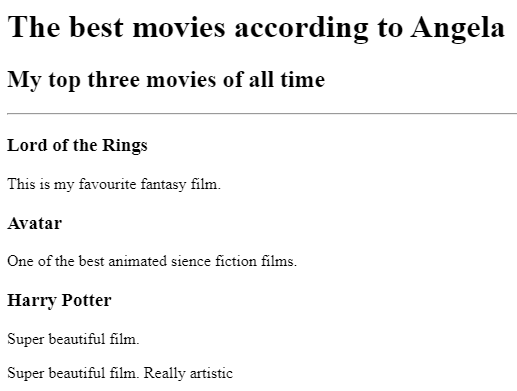 The best movies according to Angela
My top three movies of all time
Lord of the Rings
This is my favourite fantasy film.
Avatar
One of the best animated sience fiction films.
Harry Potter
Super beautiful film.
Super beautiful film. Really artistic